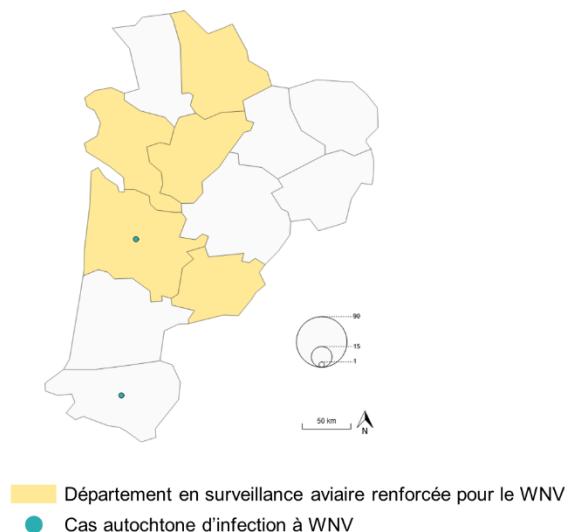 90
15
1
50 km
N
Département en surveillance aviaire renforcée pour le WNV
Cas autochtone d'infection à WNV